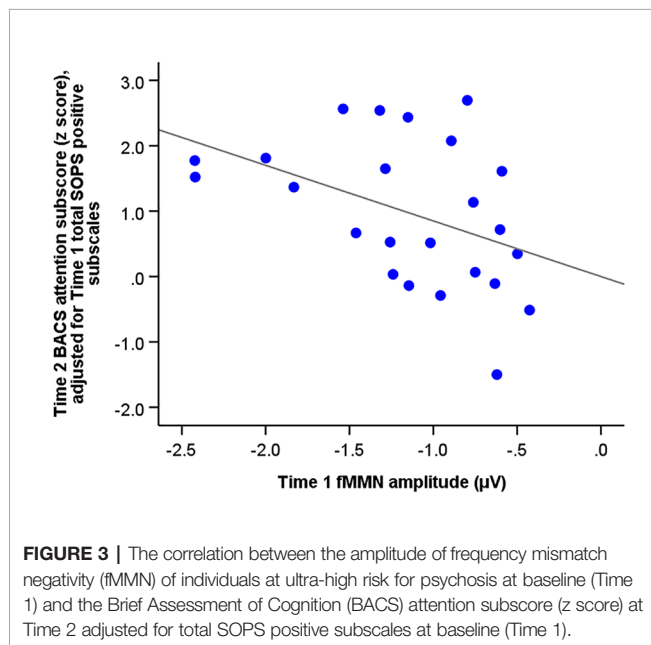 Time 2 BACS attention subscore (z score),
adjusted for Time 1 total SOPS positive
subscales
3.0
2.0
1.0
.0
-1.0
-2.0
-2.5 -2.0 -1.5 -1.0 -.5 .0
Time 1 fMMN amplitude (µV)
FIGURE 3 | The correlation between the amplitude of frequency mismatch
negativity (fMMN) of individuals at ultra-high risk for psychosis at baseline (Time
1) and the Brief Assessment of Cognition (BACS) attention subscore (z score) at
Time 2 adjusted for total SOPS positive subscales at baseline (Time 1).